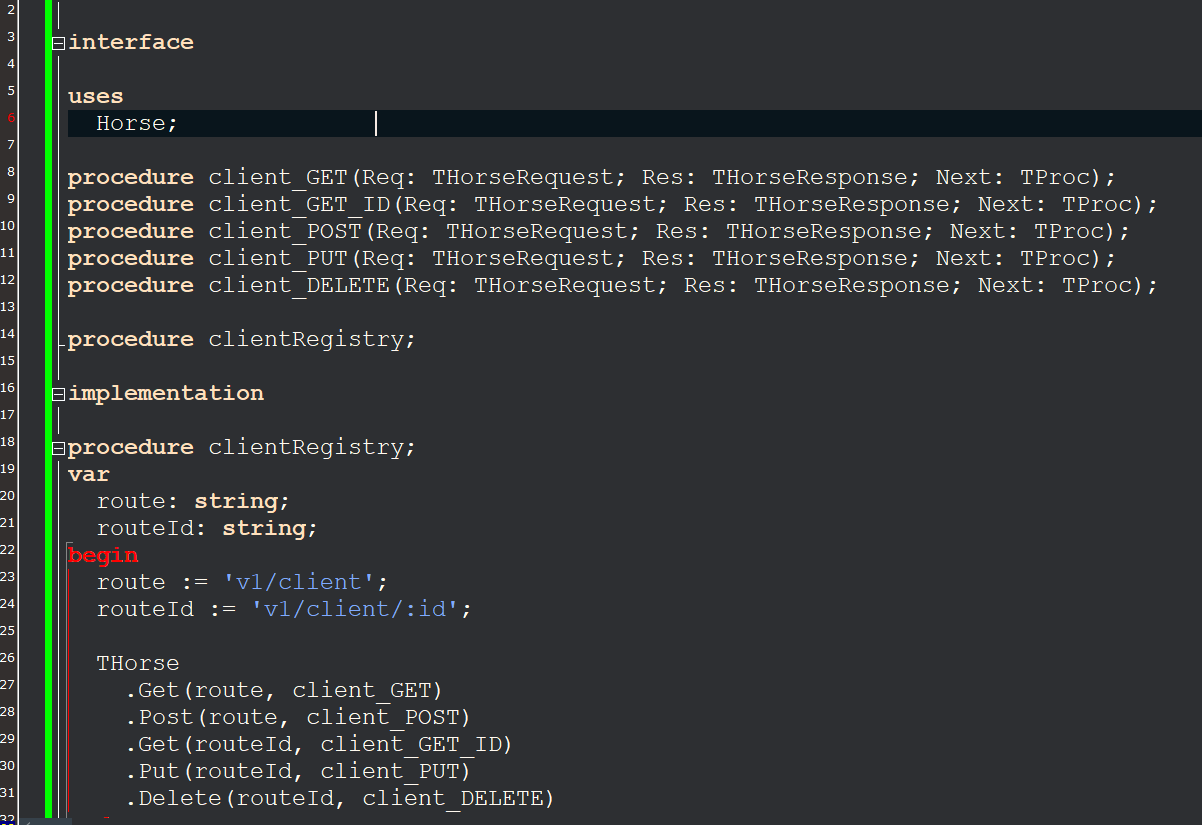 2
3 interface
4
5 uses
6 Horse;
7
8 procedure client_GET(Req: THorseRequest; Res: THorseResponse; Next: TProc);
9 procedure client_GET_ID(Req: THorseRequest; Res: THorseResponse; Next: TProc);
10 procedure client_POST(Req: THorseRequest; Res: THorseResponse; Next: TProc);
11 procedure client_PUT(Req: THorseRequest; Res: THorseResponse; Next: TProc);
12 procedure client_DELETE(Req: THorseRequest; Res: THorseResponse; Next: TProc);
13
14 procedure clientRegistry;
15
16 implementation
17
18 procedure clientRegistry;
19 var
20 route: string;
21 routeId: string;
22 begin
23 route := 'v1/client';
24 routeId := 'v1/client/:id';
25
26 THorse
27 .Get(route, client_GET)
28 .Post(route, client_POST)
29 .Get(routeId, client_GET_ID)
30 .Put(routeId, client_PUT)
31 .Delete(routeId, client_DELETE)
32